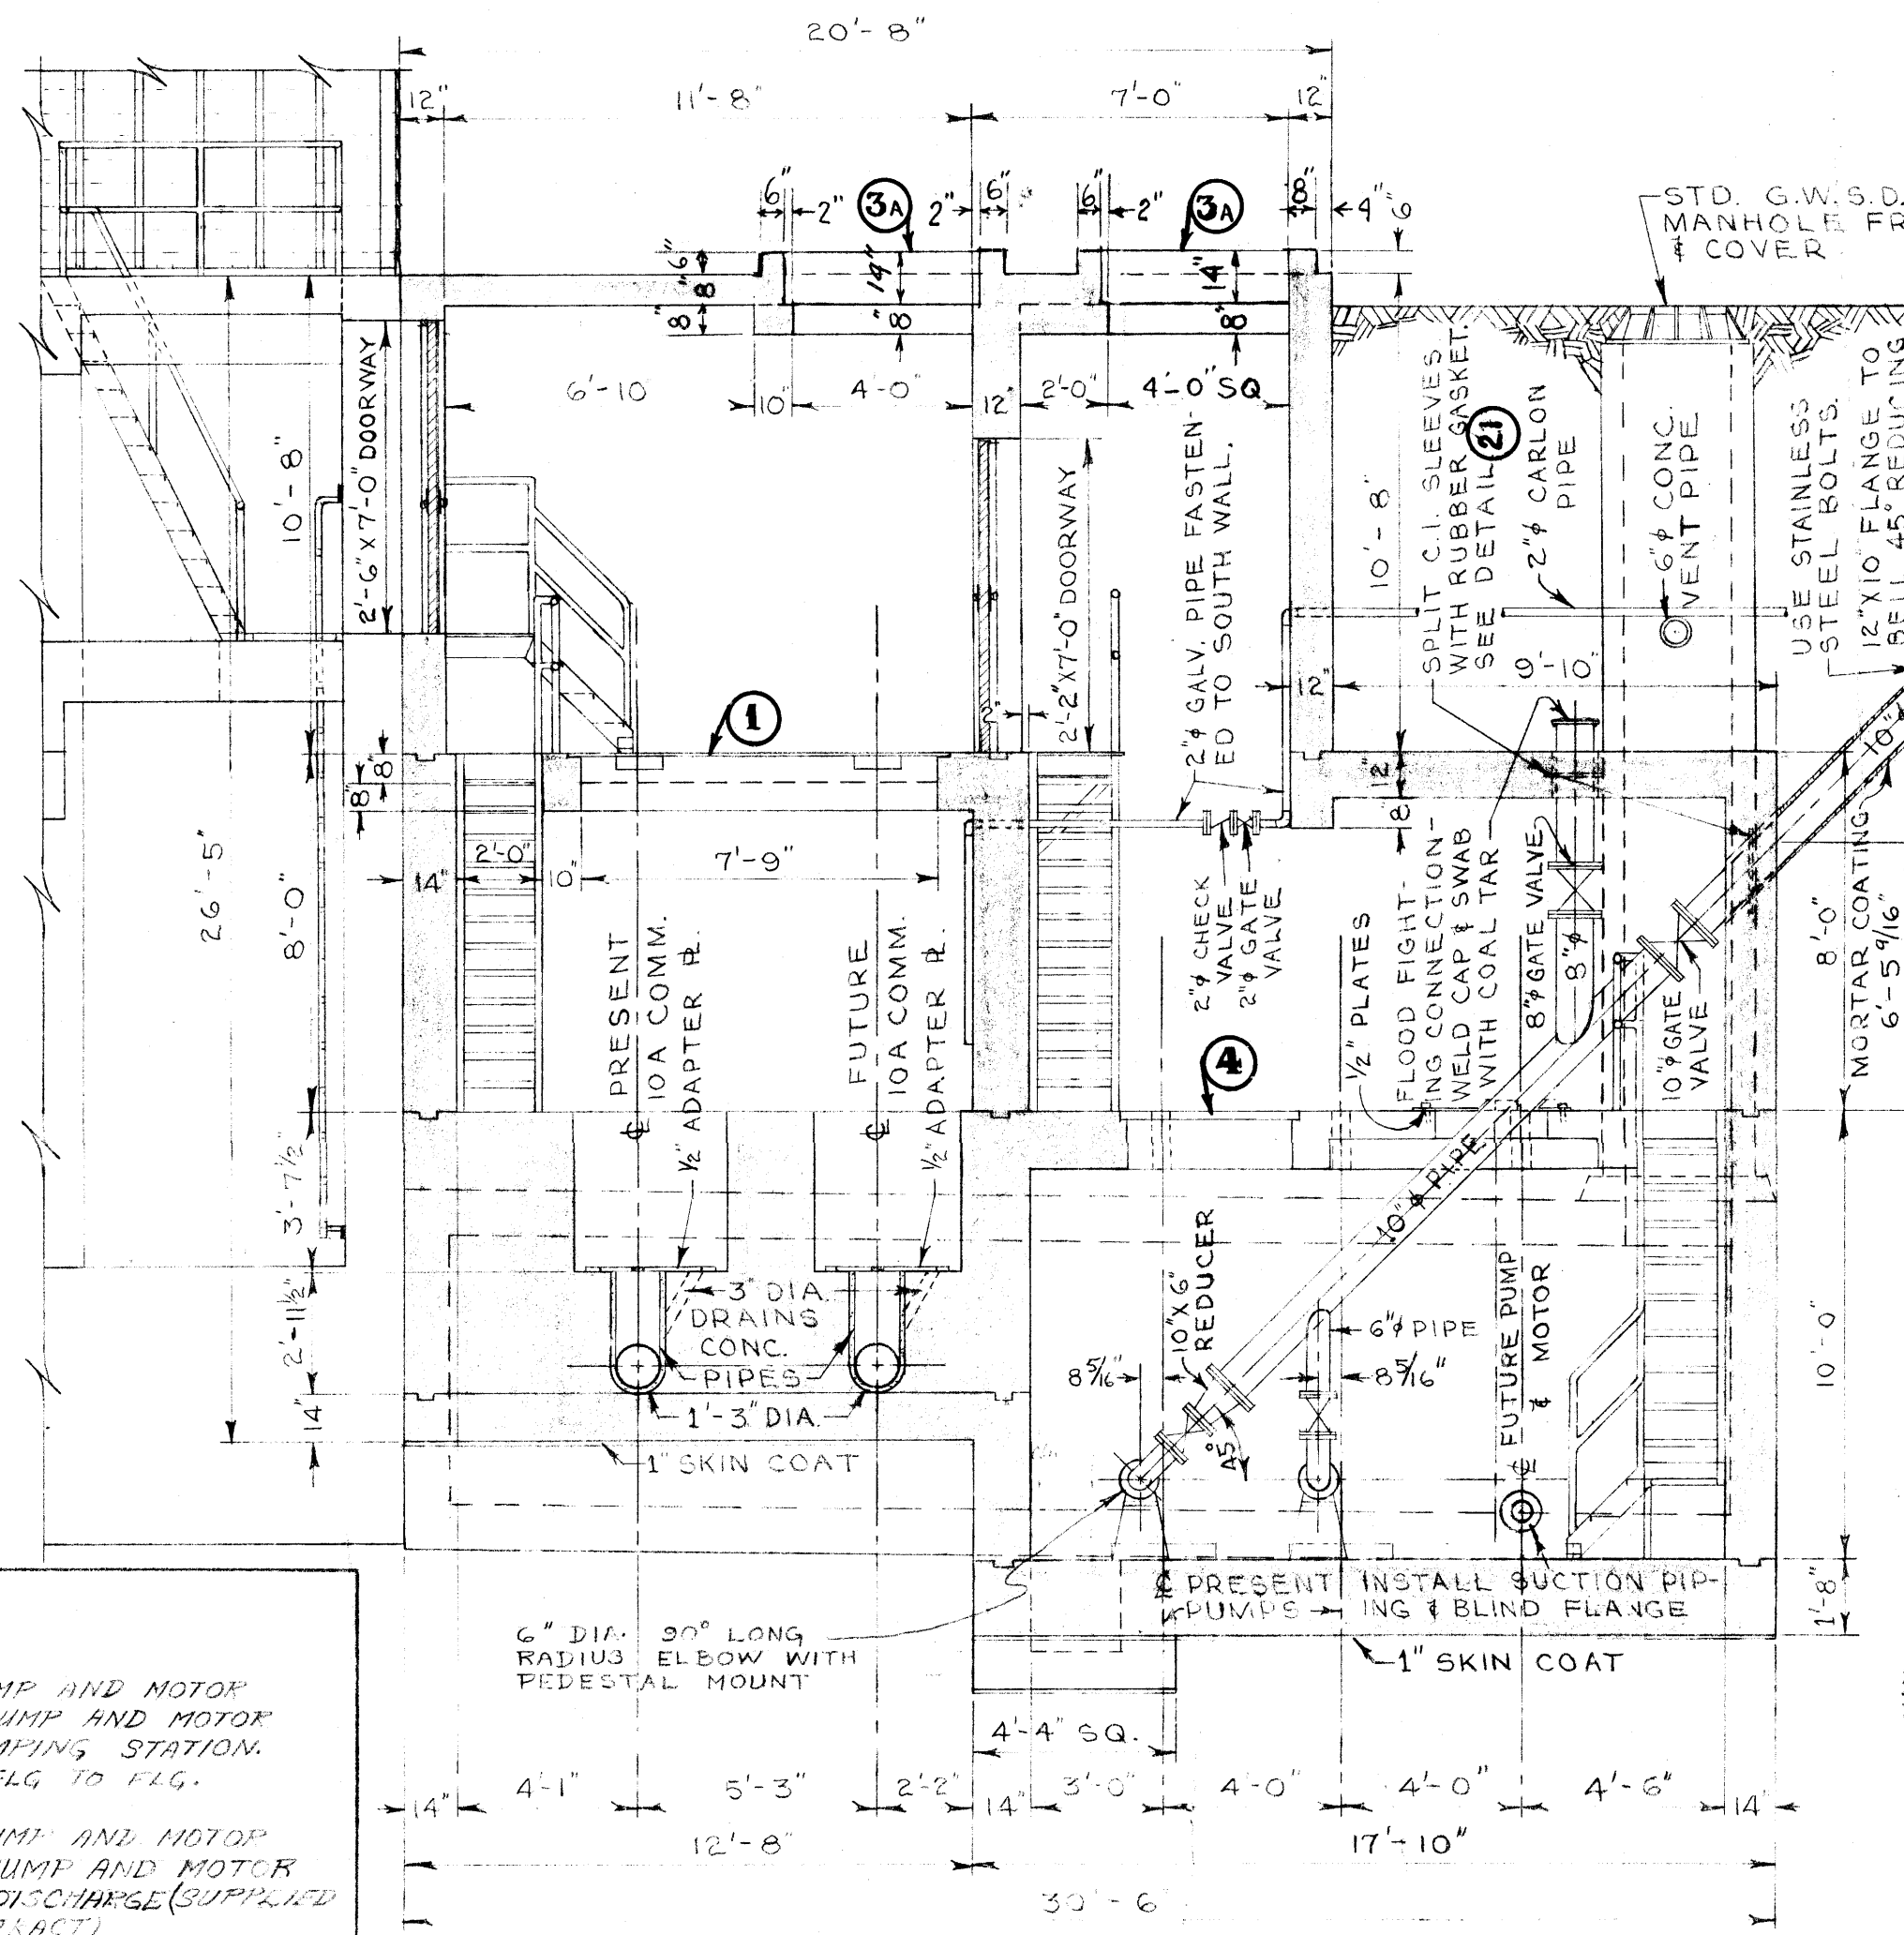 20'-8"
12"
11'-8"
7'-0"
12"
6"
2"
3A
2"
6"
6"
2"
3A
8"
4"
6"
STD. G.W.S.D.
MANHOLE FR
& COVER
6"
8"
8"
14"
8"
14"
8"
6'-10
10"
4'-0"
12"
2'-0"
4'-0" SQ
10'-8"
2'-6" X 7'-0" DOORWAY
2'-2" X 7'-0" DOORWAY
2"φ GALV. PIPE FASTEN-
ED TO SOUTH WALL.
10'-8"
SPLIT C.I. SLEEVES
WITH RUBBER GASKET.
SEE DETAIL 21
2"φ CARLON
PIPE
6"φ CONC.
VENT PIPE
USE STAINLESS
STEEL BOLTS.
12"X10" FLANGE TO
BELL 45° REDUCING
9'-10"
12"
2"
1
8"
8"
26'-5"
8'-0"
14"
2'-0"
10"
7'-9"
12"
8"
10"φ
PRESENT
10A COMM.
1/2" ADAPTER PL.
FUTURE
10A COMM.
1/2" ADAPTER PL.
2"φ CHECK
VALVE
2"φ GATE
VALVE
4
1/2" PLATES
FLOOD FIGHT-
ING CONNECTION-
WELD CAP & SWAB
WITH COAL TAR
8"φ GATE VALVE
8"φ
10"φ GATE
VALVE
8'-0"
MORTAR COATING
6'-5 9/16"
3'-7 1/2"
2'-11 1/2"
14"
3" DIA.
DRAINS
CONC.
PIPES
1'-3" DIA.
1" SKIN COAT
10" φ PIPE
10"X6"
REDUCER
6"φ PIPE
8 5/16"
8 5/16"
45°
℄ FUTURE PUMP
& MOTOR
10'-0"
℄ PRESENT
PUMPS
INSTALL SUCTION PIP-
ING & BLIND FLANGE
1'-8"
1" SKIN COAT
6" DIA. 90° LONG
RADIUS ELBOW WITH
PEDESTAL MOUNT
4'-4" SQ.
14"
4'-1"
5'-3"
2'-2"
14"
3'-0"
4'-0"
4'-0"
4'-6"
14"
12'-8"
17'-10"
30'-6"
MP AND MOTOR
UMP AND MOTOR
MPING STATION.
FLG TO FLG.
UMP AND MOTOR
PUMP AND MOTOR
DISCHARGE (SUPPLIED
RACT)